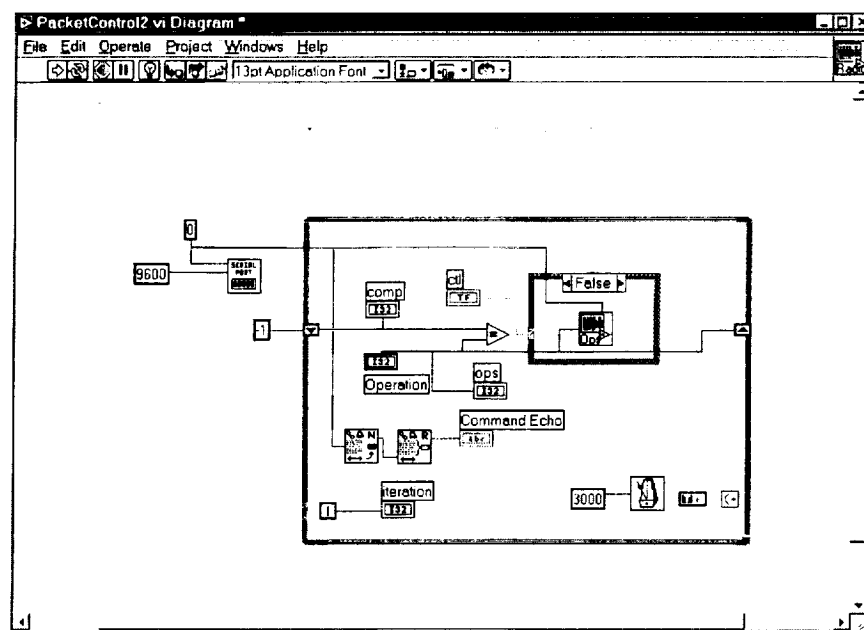 PacketControl2 vi Diagram *
File Edit Operate Project Windows Help
13pt Application Font
0
SERIAL PORT
9600
comp
I32
ctl
TF
False
-1
=
I32
Operation
ops
I32
Command Echo
abc
N
R
iteration
I32
i
3000